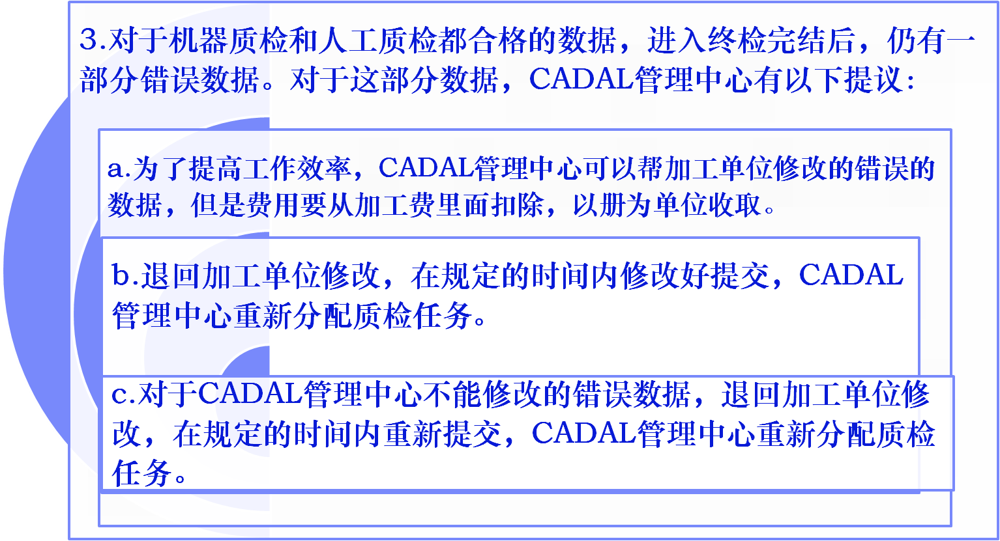 3.对于机器质检和人工质检都合格的数据，进入终检完结后，仍有一
部分错误数据。对于这部分数据，CADAL管理中心有以下提议：
a.为了提高工作效率，CADAL管理中心可以帮加工单位修改的错误的
数据，但是费用要从加工费里面扣除，以册为单位收取。
b.退回加工单位修改，在规定的时间内修改好提交，CADAL
管理中心重新分配质检任务。
c.对于CADAL管理中心不能修改的错误数据，退回加工单位修
改，在规定的时间内重新提交，CADAL管理中心重新分配质检
任务。